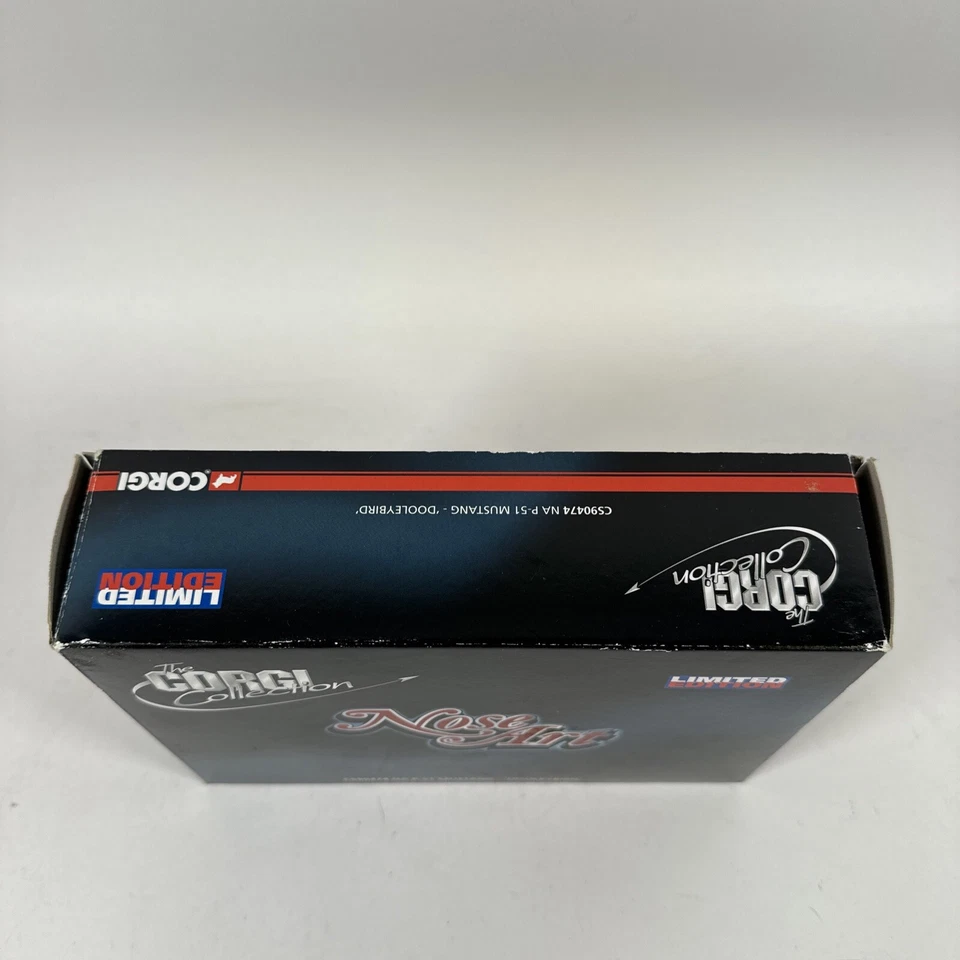 CORGI
CS90474 NA P-51 MUSTANG - 'DOOLEYBIRD'
The
CORGI
Collection
LIMITED
EDITION
The
CORGI
Collection
LIMITED
EDITION
Nose
Art